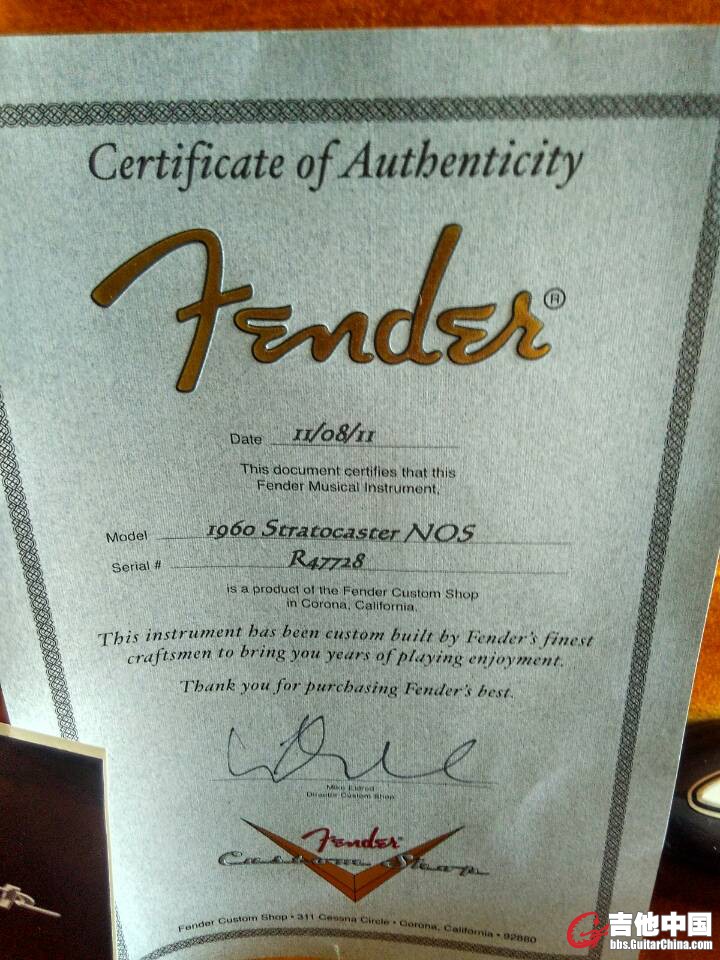 Certificate of Authenticity
Fender®
Date 11/08/11
This document certifies that this
Fender Musical Instrument,
Model 1960 Stratocaster NOS
Serial # R47728
is a product of the Fender Custom Shop
in Corona, California.
This instrument has been custom built by Fender's finest
craftsmen to bring you years of playing enjoyment.
Thank you for purchasing Fender's best.
Mike Eldred
Director Custom Shop
Fender
Custom Shop
Fender Custom Shop • 311 Cessna Circle • Corona, California • 92880
吉他中国
bbs.GuitarChina.com